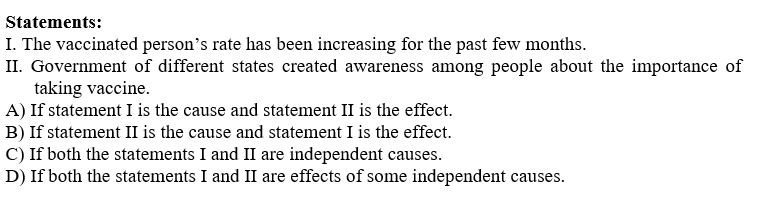 Statements:
I. The vaccinated person’s rate has been increasing for the past few months.
II. Government of different states created awareness among people about the importance of
taking vaccine.
A) If statement I is the cause and statement II is the effect.
B) If statement II is the cause and statement I is the effect.
C) If both the statements I and II are independent causes.
D) If both the statements I and II are effects of some independent causes.